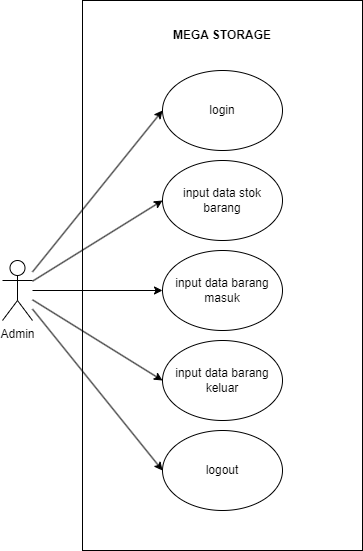 MEGA STORAGE
login
input data stok
barang
input data barang
masuk
Admin
input data barang
keluar
logout